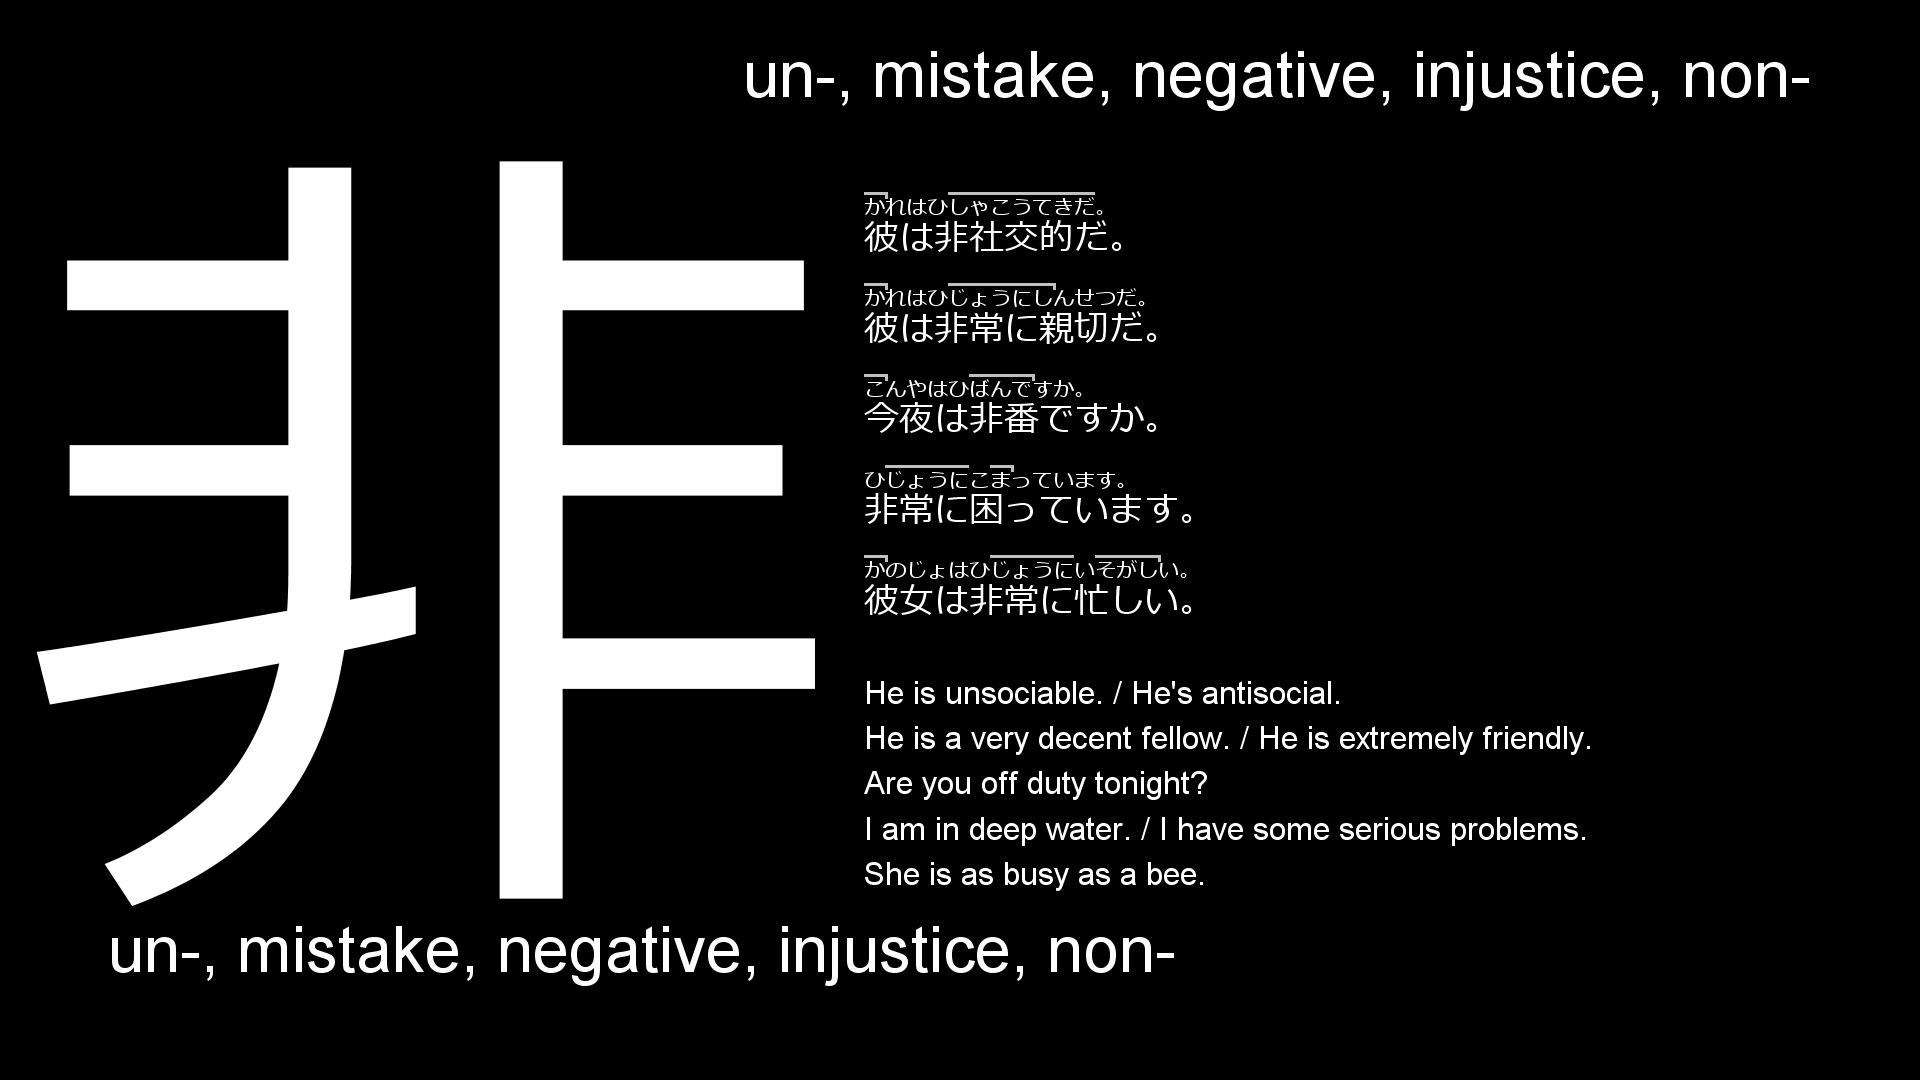 un-, mistake, negative, injustice, non-
非
かれはひしゃこうてきだ。
彼は非社交的だ。
かれはひじょうにしんせつだ。
彼は非常に親切だ。
こんやはひばんですか。
今夜は非番ですか。
ひじょうにこまっています。
非常に困っています。
かのじょはひじょうにいそがしい。
彼女は非常に忙しい。
He is unsociable. / He's antisocial.
He is a very decent fellow. / He is extremely friendly.
Are you off duty tonight?
I am in deep water. / I have some serious problems.
She is as busy as a bee.
un-, mistake, negative, injustice, non-